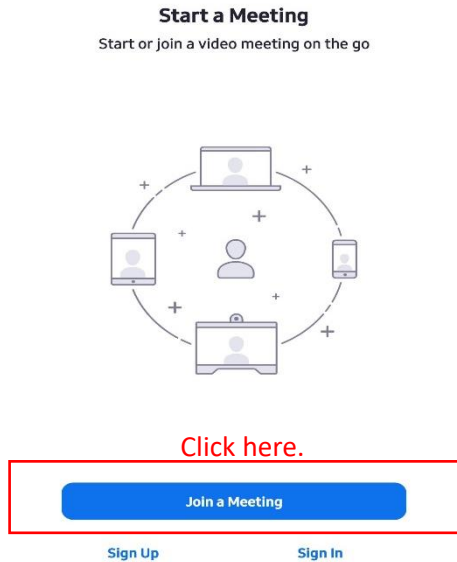 Start a Meeting
Start or join a video meeting on the go
Click here.
Join a Meeting
Sign Up Sign In